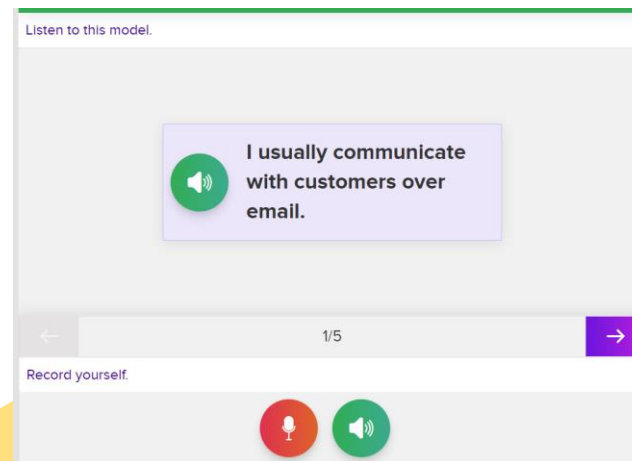 Listen to this model.
I usually communicate
with customers over
email.
1/5
Record yourself.